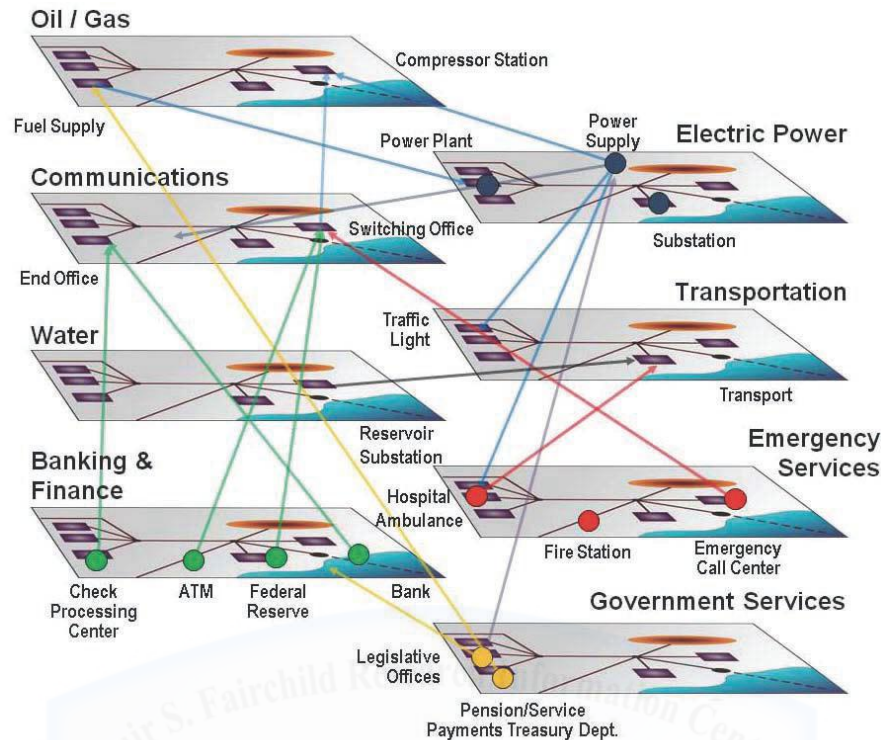 Oil / Gas
Compressor Station
Fuel Supply
Power Plant
Power
Supply
Electric Power
Substation
Communications
Switching Office
End Office
Transportation
Traffic
Light
Transport
Water
Reservoir
Substation
Banking &
Finance
Emergency
Services
Hospital
Ambulance
Fire Station
Emergency
Call Center
Check
Processing
Center
ATM
Federal
Reserve
Bank
Government Services
Legislative
Offices
Pension/Service
Payments Treasury Dept.
S. Fairchild
Information